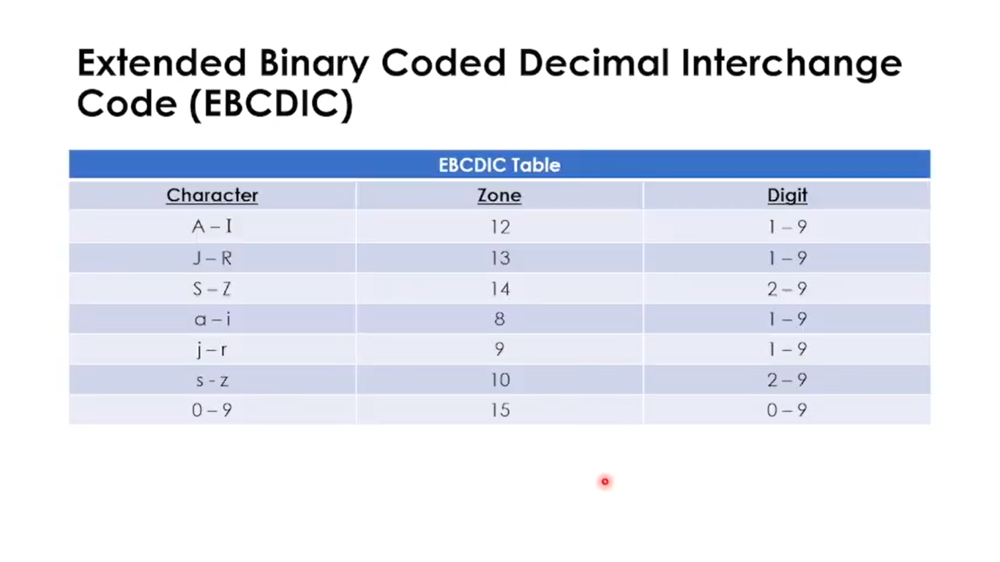 Extended Binary Coded Decimal Interchange
Code (EBCDIC)
EBCDIC Table
Character Zone Digit
A – I 12 1 – 9
J – R 13 1 – 9
S – Z 14 2 – 9
a – i 8 1 – 9
j – r 9 1 – 9
s - z 10 2 – 9
0 – 9 15 0 – 9